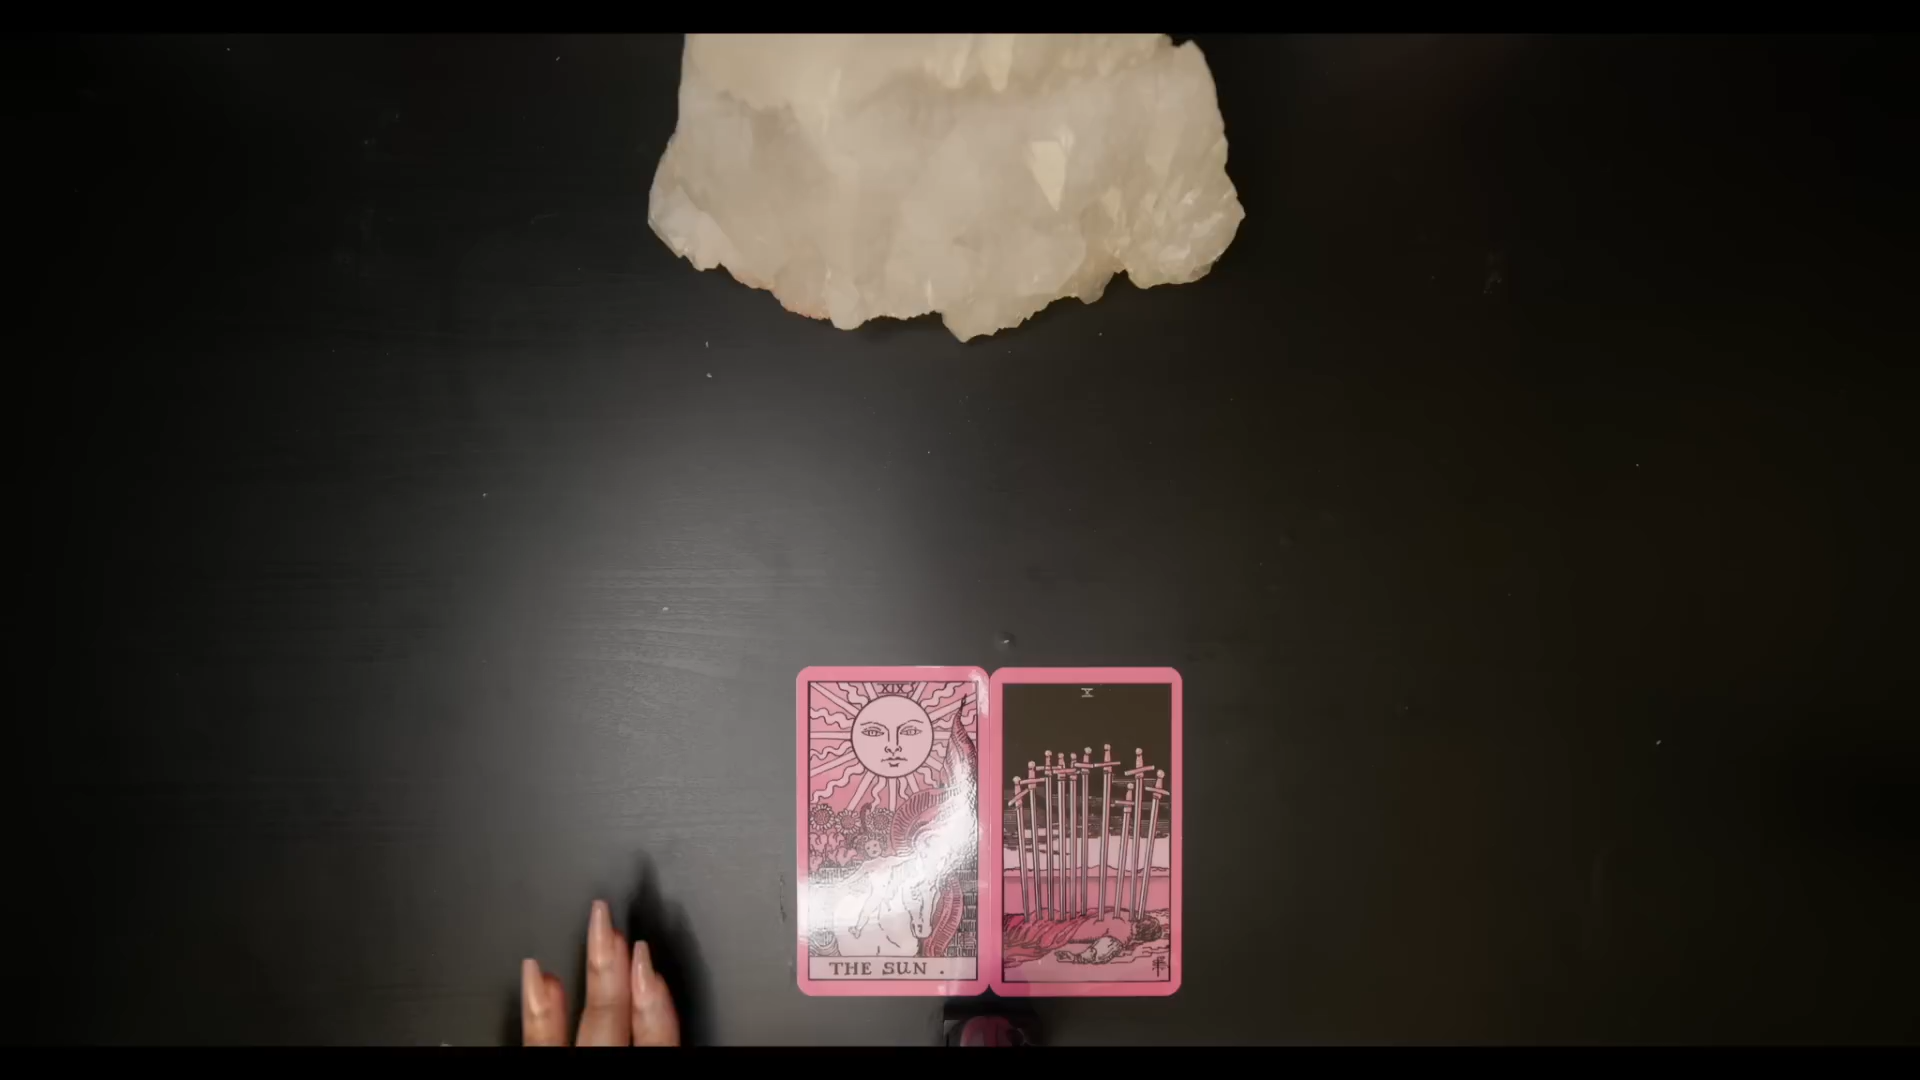 XIX
X
THE SUN .